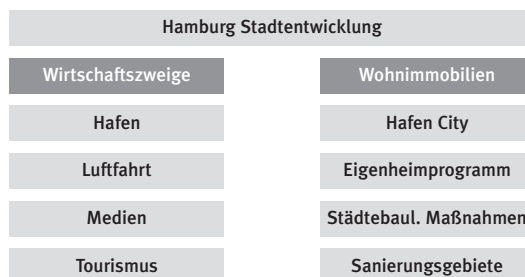 Hamburg Stadtentwicklung
Wirtschaftszweige
Wohnimmobilien
Hafen
Hafen City
Luftfahrt
Eigenheimprogramm
Medien
Städtebaul. Maßnahmen
Tourismus
Sanierungsgebiete